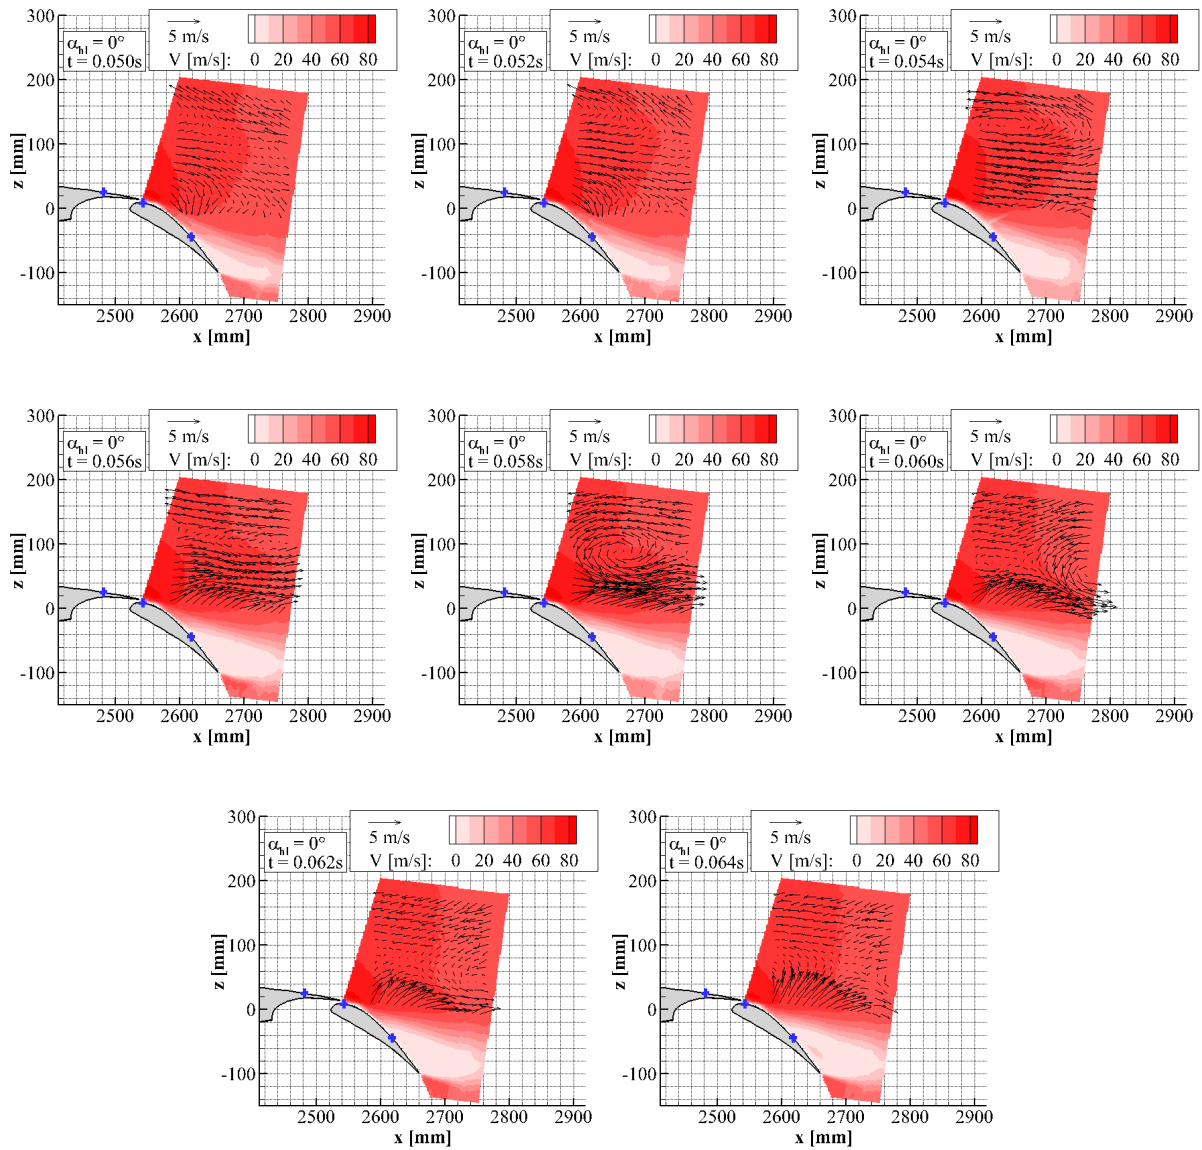 α_hl = 0°
t = 0.050s
5 m/s
V [m/s]: 0 20 40 60 80
300
200
100
0
-100
z [mm]
2500 2600 2700 2800 2900
x [mm]
α_hl = 0°
t = 0.052s
5 m/s
V [m/s]: 0 20 40 60 80
300
200
100
0
-100
z [mm]
2500 2600 2700 2800 2900
x [mm]
α_hl = 0°
t = 0.054s
5 m/s
V [m/s]: 0 20 40 60 80
300
200
100
0
-100
z [mm]
2500 2600 2700 2800 2900
x [mm]
α_hl = 0°
t = 0.056s
5 m/s
V [m/s]: 0 20 40 60 80
300
200
100
0
-100
z [mm]
2500 2600 2700 2800 2900
x [mm]
α_hl = 0°
t = 0.058s
5 m/s
V [m/s]: 0 20 40 60 80
300
200
100
0
-100
z [mm]
2500 2600 2700 2800 2900
x [mm]
α_hl = 0°
t = 0.060s
5 m/s
V [m/s]: 0 20 40 60 80
300
200
100
0
-100
z [mm]
2500 2600 2700 2800 2900
x [mm]
α_hl = 0°
t = 0.062s
5 m/s
V [m/s]: 0 20 40 60 80
300
200
100
0
-100
z [mm]
2500 2600 2700 2800 2900
x [mm]
α_hl = 0°
t = 0.064s
5 m/s
V [m/s]: 0 20 40 60 80
300
200
100
0
-100
z [mm]
2500 2600 2700 2800 2900
x [mm]